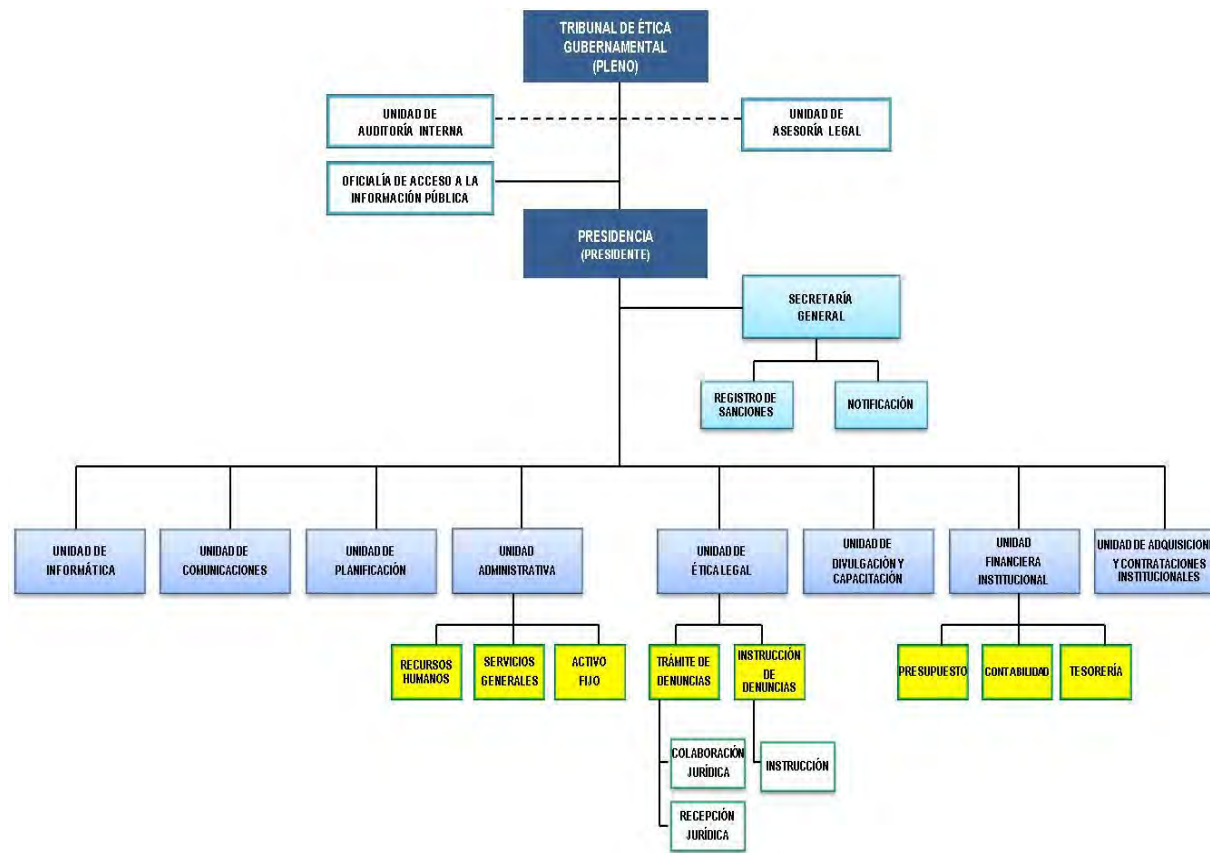 TRIBUNAL DE ÉTICA
GUBERNAMENTAL
(PLENO)
UNIDAD DE
AUDITORÍA INTERNA
UNIDAD DE
ASESORÍA LEGAL
OFICIALÍA DE ACCESO A LA
INFORMACIÓN PÚBLICA
PRESIDENCIA
(PRESIDENTE)
SECRETARÍA
GENERAL
REGISTRO DE
SANCIONES
NOTIFICACIÓN
UNIDAD DE
INFORMÁTICA
UNIDAD DE
COMUNICACIONES
UNIDAD DE
PLANIFICACIÓN
UNIDAD
ADMINISTRATIVA
UNIDAD DE
ÉTICA LEGAL
UNIDAD DE
DIVULGACIÓN Y
CAPACITACIÓN
UNIDAD
FINANCIERA
INSTITUCIONAL
UNIDAD DE ADQUISICIONE
Y CONTRATACIONES
INSTITUCIONALES
RECURSOS
HUMANOS
SERVICIOS
GENERALES
ACTIVO
FIJO
TRÁMITE DE
DENUNCIAS
INSTRUCCIÓN
DE
DENUNCIAS
PRESUPUESTO
CONTABILIDAD
TESORERÍA
COLABORACIÓN
JURÍDICA
INSTRUCCIÓN
RECEPCIÓN
JURÍDICA